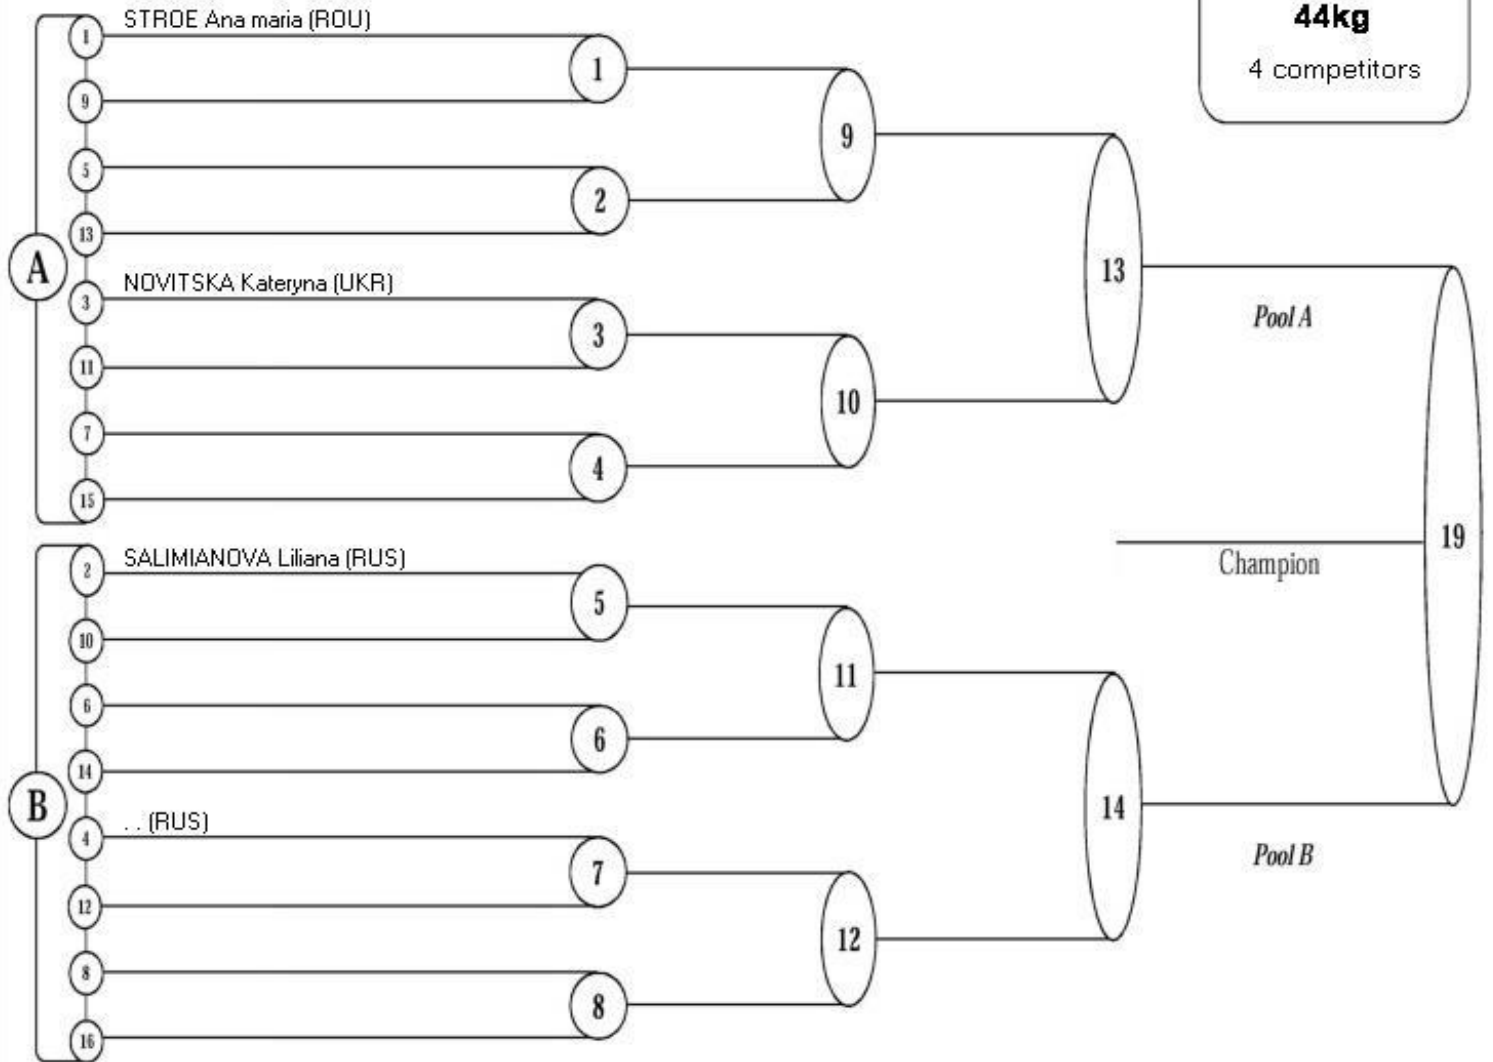 44kg
4 competitors
A
1
STROE Ana maria (ROU)
9
5
13
3
NOVITSKA Kateryna (UKR)
11
7
15
B
2
SALIMIANOVA Liliana (RUS)
10
6
14
4
. . (RUS)
12
8
16
1
2
3
4
5
6
7
8
9
10
11
12
13
14
Pool A
Pool B
Champion
19